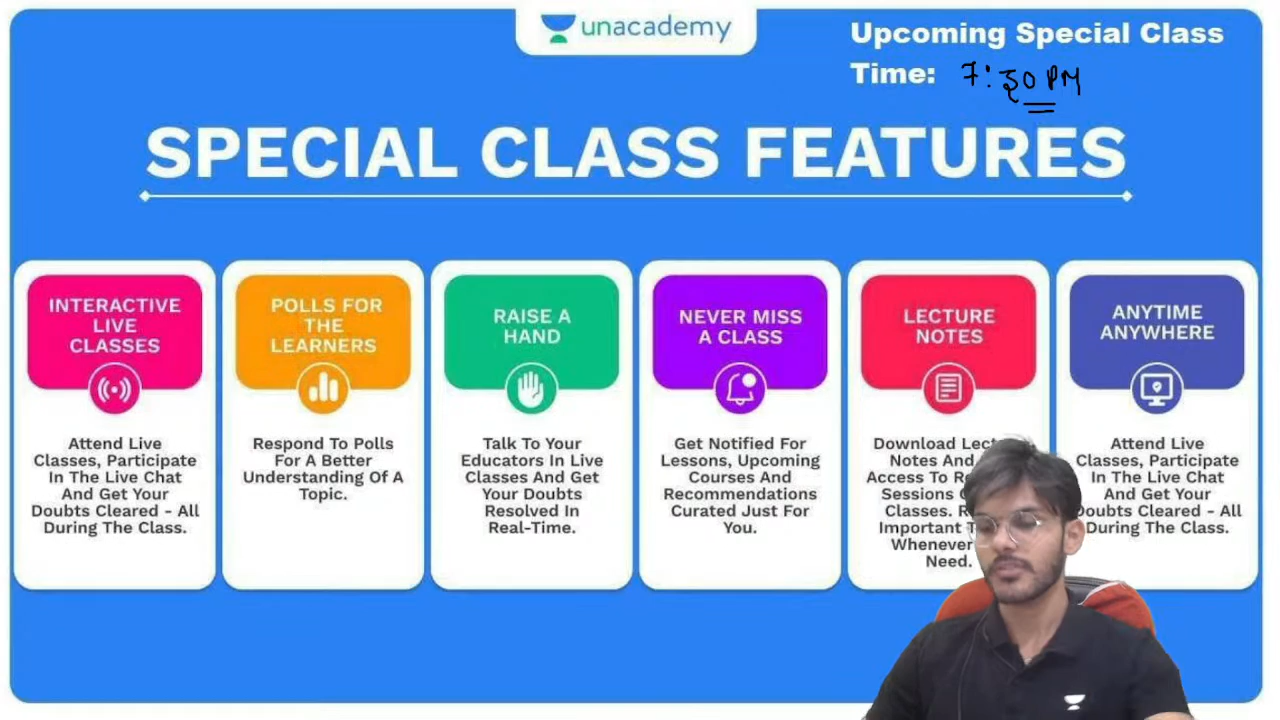 unacademy
Upcoming Special Class
Time: 7:30 PM
SPECIAL CLASS FEATURES
INTERACTIVE
LIVE
CLASSES
Attend Live
Classes, Participate
In The Live Chat
And Get Your
Doubts Cleared - All
During The Class.
POLLS FOR
THE
LEARNERS
Respond To Polls
For A Better
Understanding Of A
Topic.
RAISE A
HAND
Talk To Your
Educators In Live
Classes And Get
Your Doubts
Resolved In
Real-Time.
NEVER MISS
A CLASS
Get Notified For
Lessons, Upcoming
Courses And
Recommendations
Curated Just For
You.
LECTURE
NOTES
Download
Notes And
Access To
Sessions
Classes.
Important
Whenever
Need.
ANYTIME
ANYWHERE
Attend Live
Classes, Participate
In The Live Chat
And Get Your
Doubts Cleared - All
During The Class.